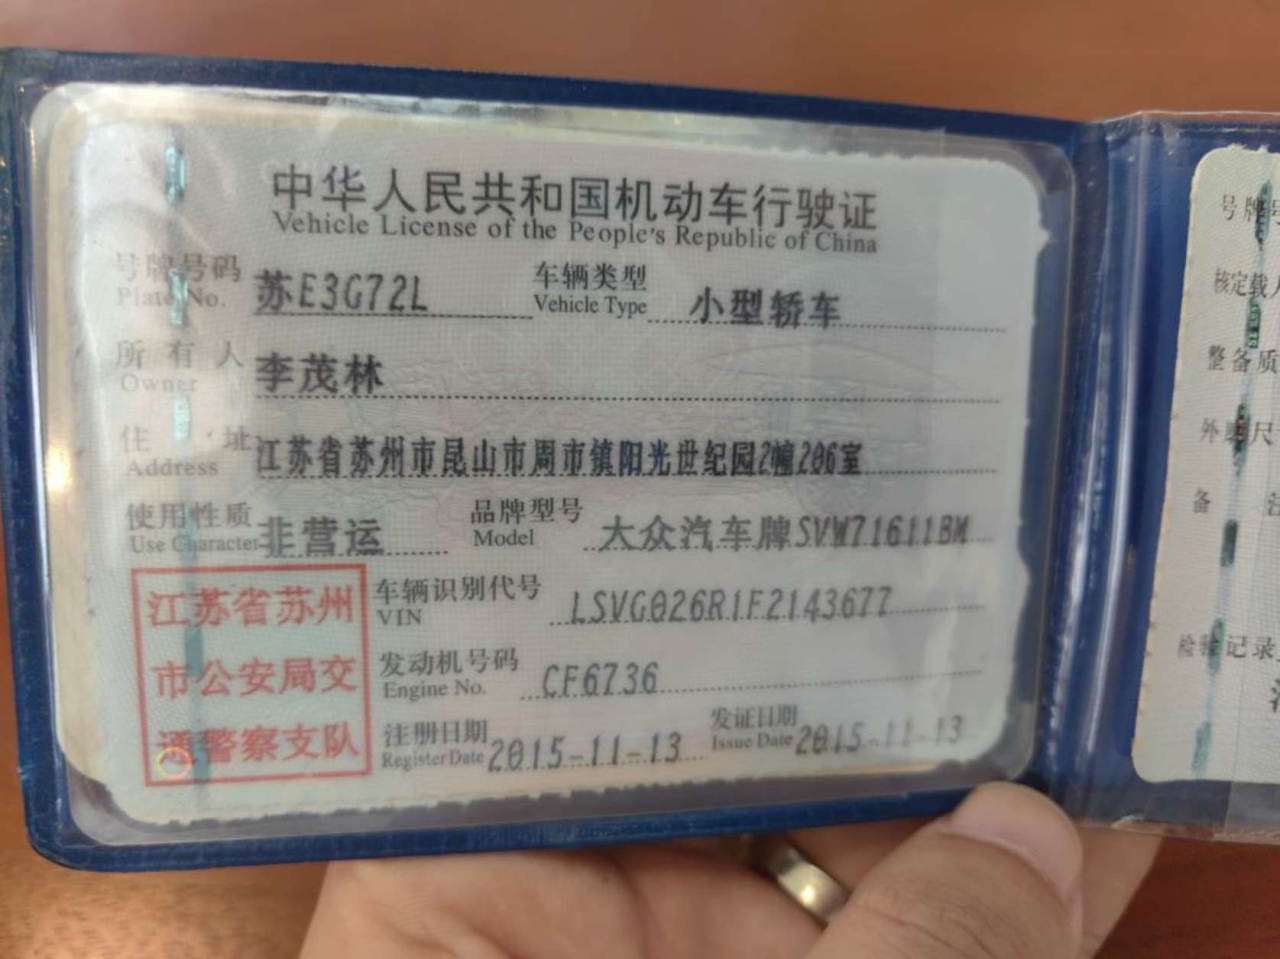 中华人民共和国机动车行驶证
Vehicle License of the People's Republic of China
号牌号码 苏E3G72L 车辆类型 小型轿车
Plate No. Vehicle Type
所有人 李茂林
Owner
住址 江苏省苏州市昆山市周市镇阳光世纪园2幢206室
Address
使用性质 非营运 品牌型号 大众汽车牌SVW71611BM
Use Character Model
江苏省苏州
市公安局交
通警察支队
车辆识别代号 LSVG026R1F2143677
VIN
发动机号码 CF6736
Engine No.
注册日期 2015-11-13 发证日期 2015-11-13
Register Date Issue Date
号牌号
核定载人
整备质
外廓尺
备 注
检验记录